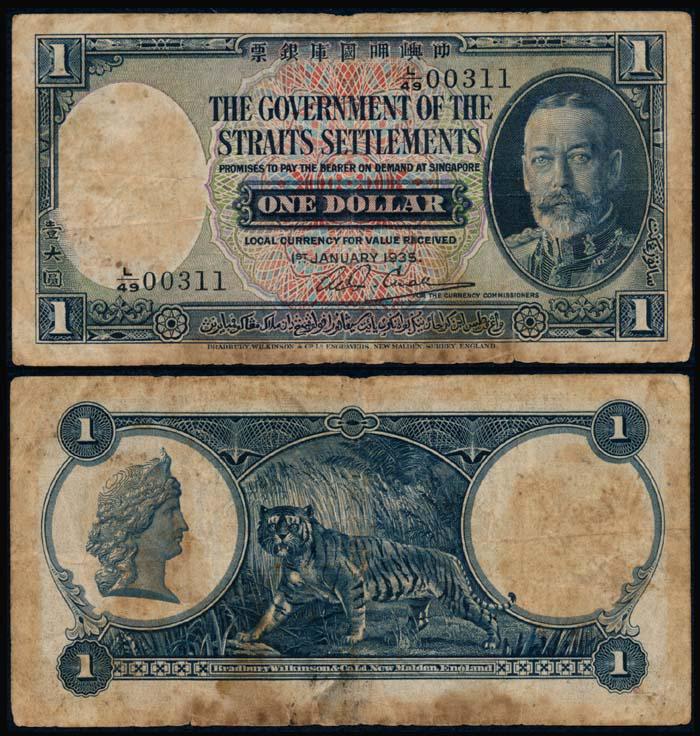 票銀庫國
1
1
L/49 00311
THE GOVERNMENT OF THE
STRAITS SETTLEMENTS
PROMISES TO PAY THE BEARER ON DEMAND AT SINGAPORE
ONE DOLLAR
LOCAL CURRENCY FOR VALUE RECEIVED
1ST JANUARY 1935
L/49 00311
FOR THE CURRENCY COMMISSIONERS
壹大圓
1
1
BRADBURY, WILKINSON & Co. Ld. ENGRAVERS, NEW MALDEN, SURREY, ENGLAND.
1
1
1
Bradbury, Wilkinson & Co. Ld. New Malden, England
1